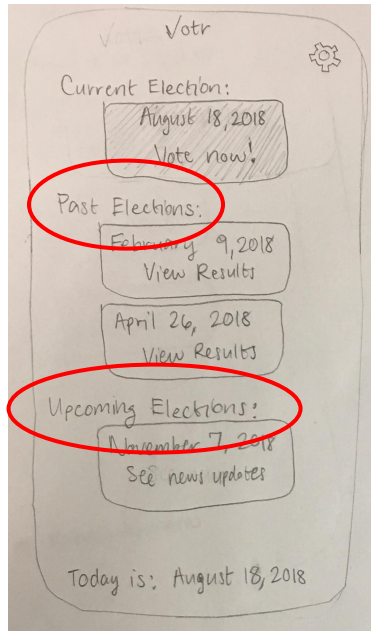 Votr
Current Election:
August 18, 2018
Vote now!
Past Elections:
February 9, 2018
View Results
April 26, 2018
View Results
Upcoming Elections:
November 7, 2018
See news updates
Today is: August 18, 2018